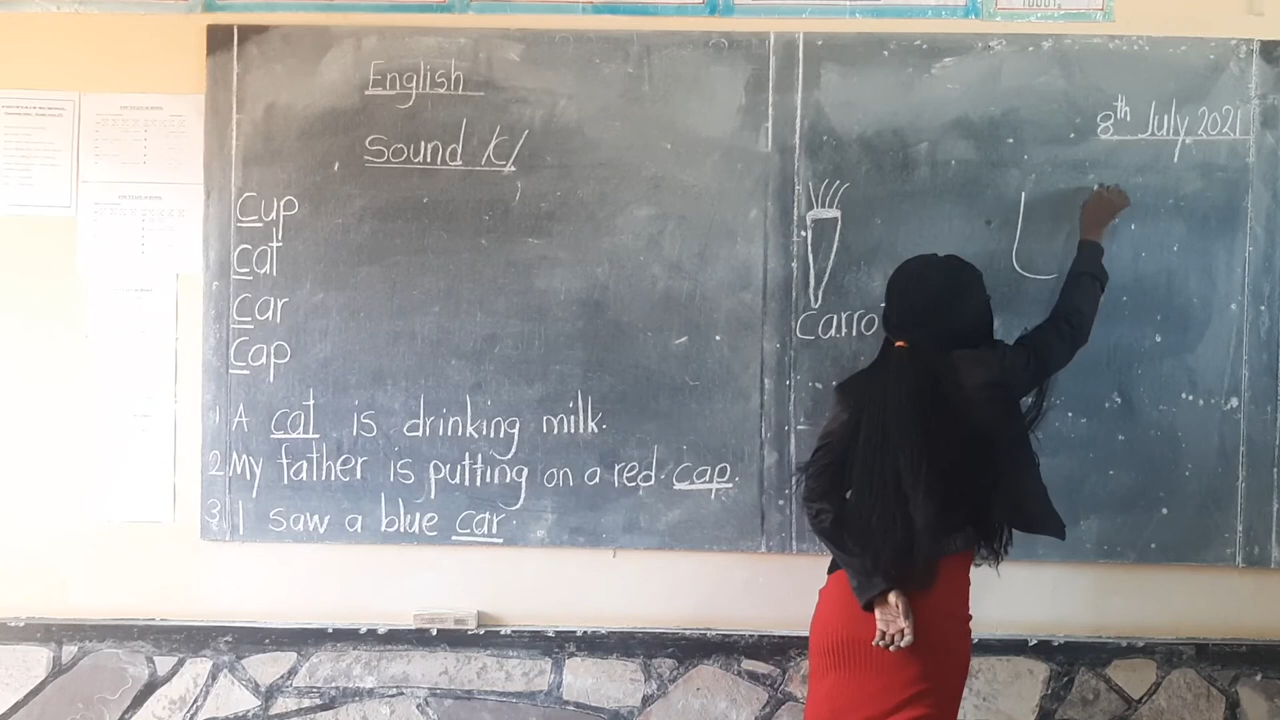 English
Sound /c/
cup
cat
car
cap
1 A cat is drinking milk.
2 My father is putting on a red cap.
3 I saw a blue car.
8th July 2021
carro